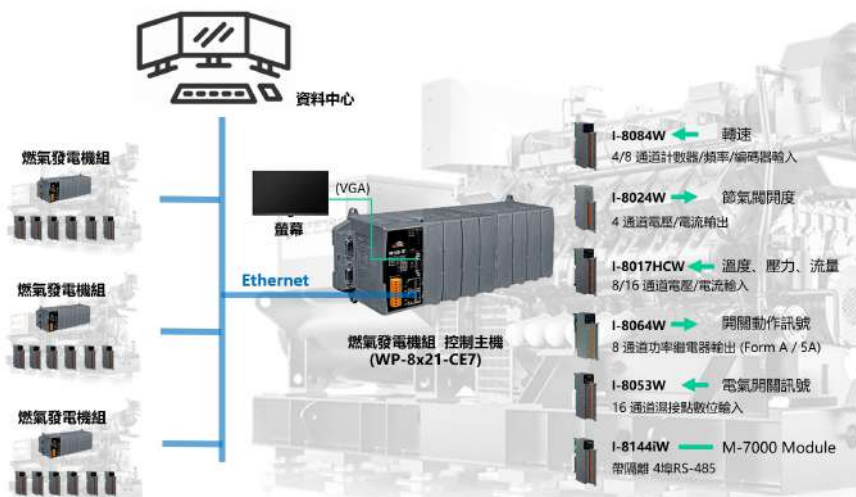 資料中心
燃氣發電機組
燃氣發電機組
燃氣發電機組
(VGA)
螢幕
Ethernet
燃氣發電機組 控制主機
(WP-8x21-CE7)
I-8084W 轉速
4/8 通道計數器/頻率/編碼器輸入
I-8024W 節氣閥開度
4 通道電壓/電流輸出
I-8017HCW 溫度、壓力、流量
8/16 通道電壓/電流輸入
I-8064W 開關動作訊號
8 通道功率繼電器輸出 (Form A / 5A)
I-8053W 電氣開關訊號
16 通道濕接點數位輸入
I-8144iW M-7000 Module
帶隔離 4埠RS-485